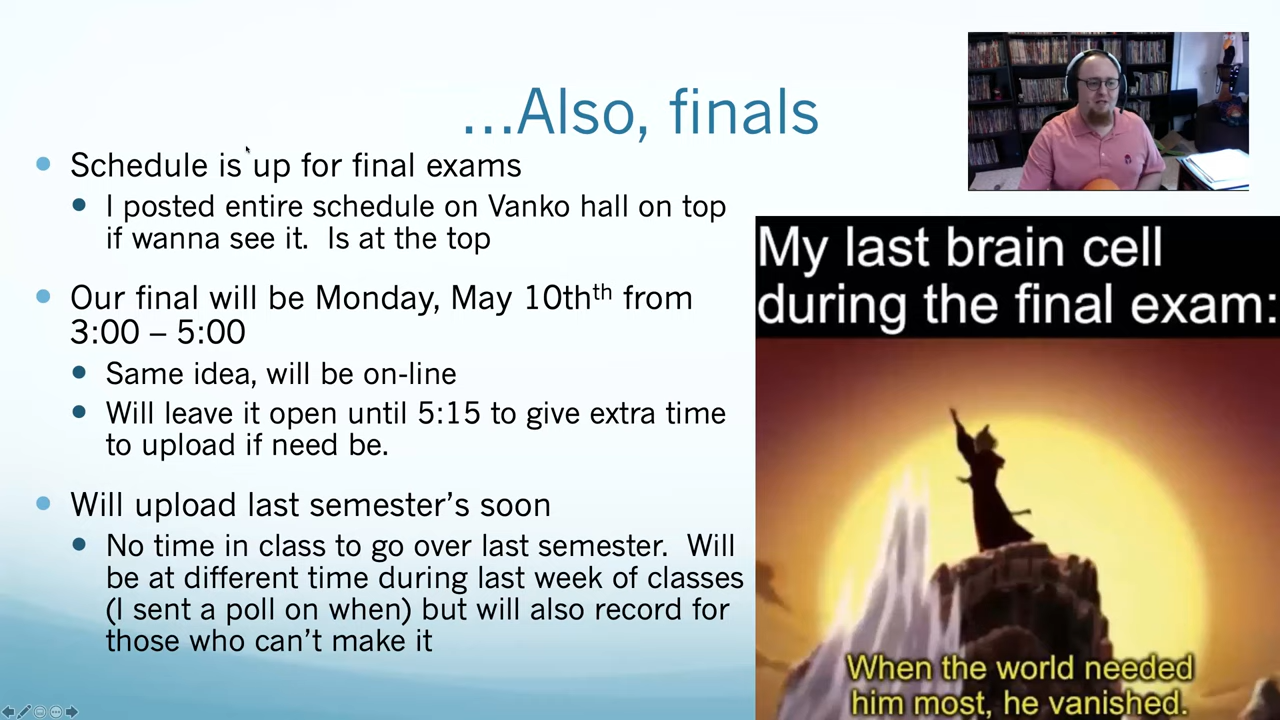 ...Also, finals
Schedule is up for final exams
I posted entire schedule on Vanko hall on top
if wanna see it.  Is at the top
Our final will be Monday, May 10thth from
3:00 – 5:00
Same idea, will be on-line
Will leave it open until 5:15 to give extra time
to upload if need be.
Will upload last semester’s soon
No time in class to go over last semester.  Will
be at different time during last week of classes
(I sent a poll on when) but will also record for
those who can’t make it
My last brain cell
during the final exam:
When the world needed
him most, he vanished.